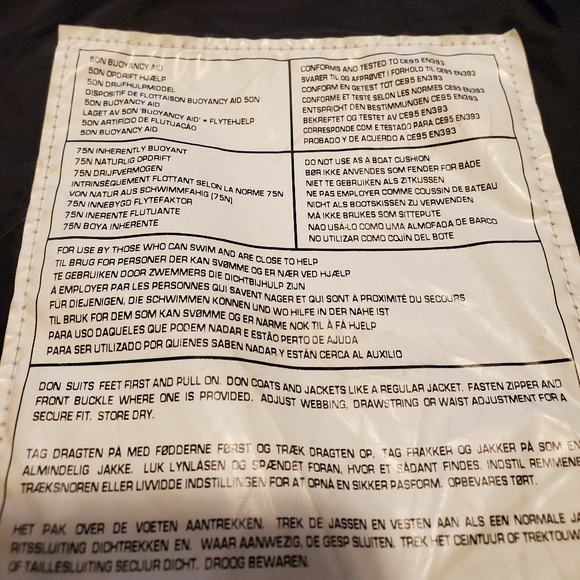 50N BUOYANCY AID
50N OPDRIFT HJÆLP
50N DRIJFHULPMIDDEL
DISPOSITIF DE FLOTTAISON BUOYANCY AID 50N
50N BUOYANCY AID
LAGET AV 50N 'BUOYANCY AID' = FLYTEHJELP
50N ARTIFÍCIO DE FLUTUACÃO
50N BUOYANCY AID
CONFORMS AND TESTED TO CE95 EN393
SVARER TIL OG APPRØVET I FORHOLD TIL CE95 EN393
CONFORM EN GETEST TOT CE95 EN393
CONFORME ET TESTÉ SELON LES NORMES CE95 EN393
ENTSPRICHT DEN BESTIMMUNGEN CE95 EN393
BEKREFTET OG TESTET AV CE95 EN393
CORRESPONDE COM E TESTADO PARA CE95 EN393
PROBADO Y DE ACUERDO A CE95 EN393
75N INHERENTLY BUOYANT
75N NATURLIG OPDRIFT
75N DRIJFVERMOGEN
INTRINSÈQUEMENT FLOTTANT SELON LA NORME 75N
VON NATUR AUS SCHWIMMFÄHIG (75N)
75N INNEBYGD FLYTEFAKTOR
75N INERENTE FLUTUANTE
75N BOYA INHERENTE
DO NOT USE AS A BOAT CUSHION
BØR IKKE ANVENDES SOM FENDER FOR BÅDE
NIET TE GEBRUIKEN ALS ZITKUSSEN
NE PAS EMPLOYER COMME COUSSIN DE BATEAU
NICHT ALS BOOTSKISSEN ZU VERWENDEN
MÅ IKKE BRUKES SOM SITTEPUTE
NAO USÁ-LO COMO UMA ALMOFADA DE BARCO
NO UTILIZAR COMO COJÍN DEL BOTE
FOR USE BY THOSE WHO CAN SWIM AND ARE CLOSE TO HELP
TIL BRUG FOR PERSONER DER KAN SVØMME OG ER NÆR VED HJÆLP
TE GEBRUIKEN DOOR ZWEMMERS DIE DICHTBIJHULP ZIJN
À EMPLOYER PAR LES PERSONNES QUI SAVENT NAGER ET QUI SONT À PROXIMITÉ DU SECOURS
FÜR DIEJENIGEN, DIE SCHWIMMEN KÖNNEN UND WO HILFE IN DER NAHE IST
TIL BRUK FOR DEM SOM KAN SVØMME OG ER NÆRME NOK TIL Å FÅ HJELP
PARA USO DAQUELES QUE PODEM NADAR E ESTÃO PERTO DE AJUDA
PARA SER UTILIZADO POR QUIENES SABEN NADAR Y ESTÁN CERCA AL AUXILIO
DON SUITS FEET FIRST AND PULL ON. DON COATS AND JACKETS LIKE A REGULAR JACKET. FASTEN ZIPPER AND
FRONT BUCKLE WHERE ONE IS PROVIDED. ADJUST WEBBING, DRAWSTRING OR WAIST ADJUSTMENT FOR A
SECURE FIT. STORE DRY.
TAG DRAGTEN PÅ MED FØDDERNE FØRST OG TRÆK DRAGTEN OP. TAG FRAKKER OG JAKKER PÅ SOM EN
ALMINDELIG JAKKE. LUK LYNLÅSEN OG SPÆNDET FORAN, HVOR ET SÅDANT FINDES. INDSTIL REMMENE
TRÆKSNOREN ELLER LIVVIDDE INDSTILLINGEN FOR AT OPNÅ EN SIKKER PASFORM. OPBEVARES TØRT.
HET PAK OVER DE VOETEN AANTREKKEN. TREK DE JASSEN EN VESTEN AAN ALS EEN NORMALE JA
RITSSLUITING DICHTREKKEN EN. WAAR AANWEZIG, DE GESP SLUITEN. TREK HET CEINTUUR OF TREKTOUW
OF TAILLESLUITING SECUUR DICHT. DROOG BEWAREN.